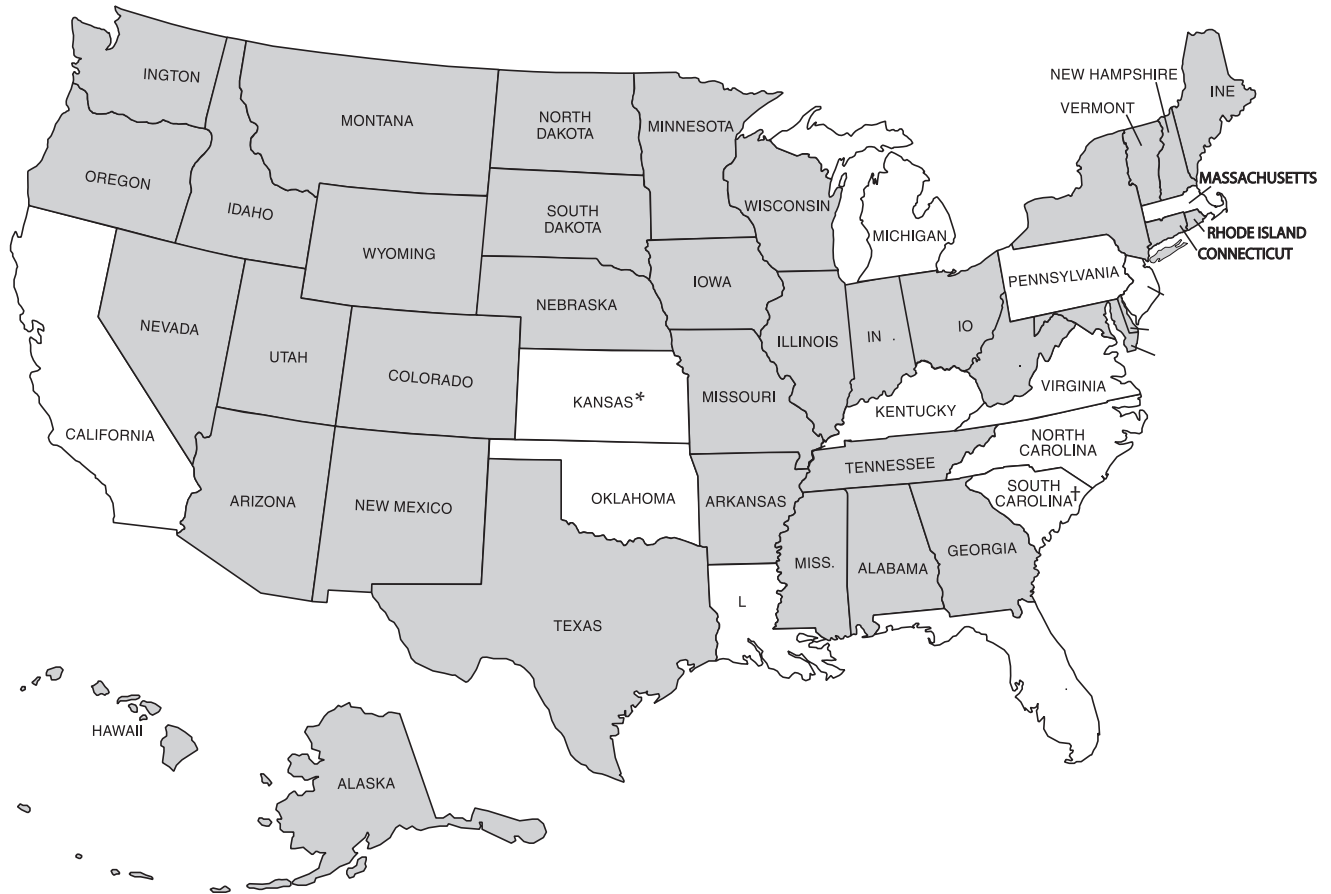 NEW HAMPSHIRE
VERMONT
INE
INGTON
MONTANA
NORTH
DAKOTA
MINNESOTA
OREGON
IDAHO
SOUTH
DAKOTA
WISCONSIN
MASSACHUSETTS
RHODE ISLAND
CONNECTICUT
WYOMING
MICHIGAN
IOWA
PENNSYLVANIA
NEBRASKA
NEVADA
UTAH
ILLINOIS
IN
IO
COLORADO
KANSAS*
MISSOURI
KENTUCKY
VIRGINIA
CALIFORNIA
NORTH
CAROLINA
TENNESSEE
ARIZONA
NEW MEXICO
OKLAHOMA
ARKANSAS
SOUTH
CAROLINA†
MISS.
ALABAMA
GEORGIA
L
TEXAS
HAWAII
ALASKA